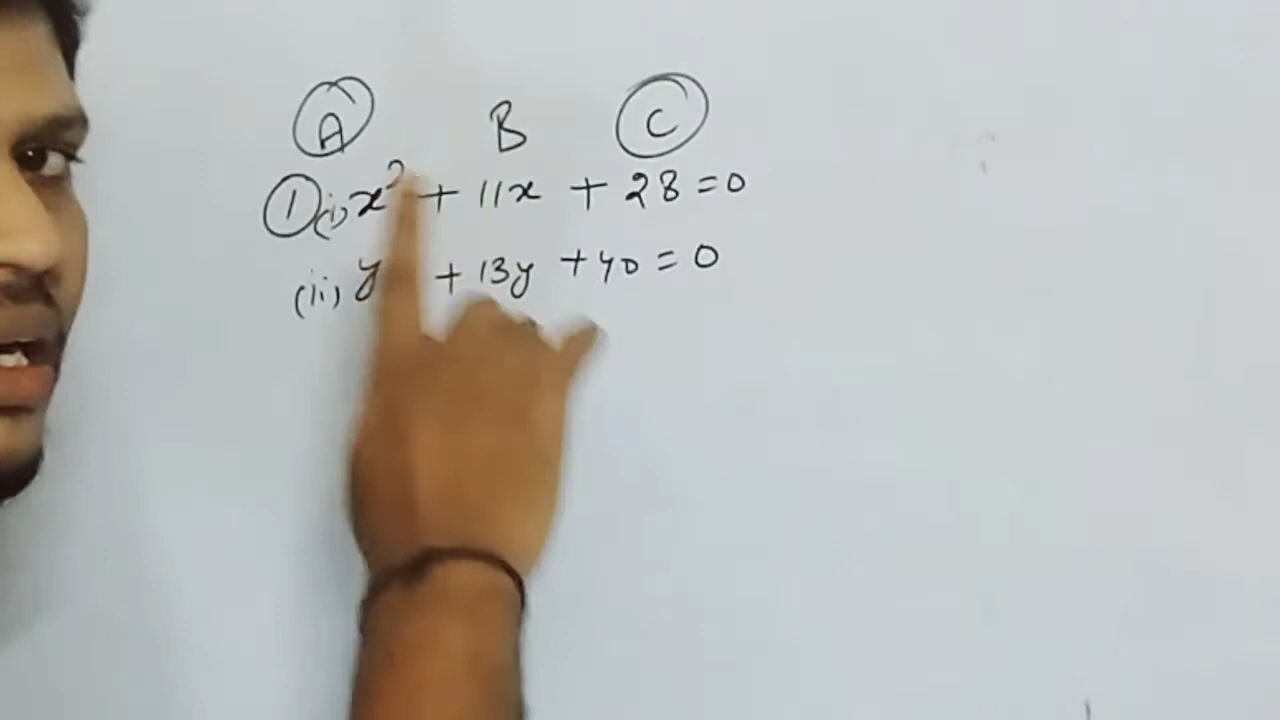 A B C
① (i) x² + 11x + 28 = 0
(ii) y + 13y + 40 = 0